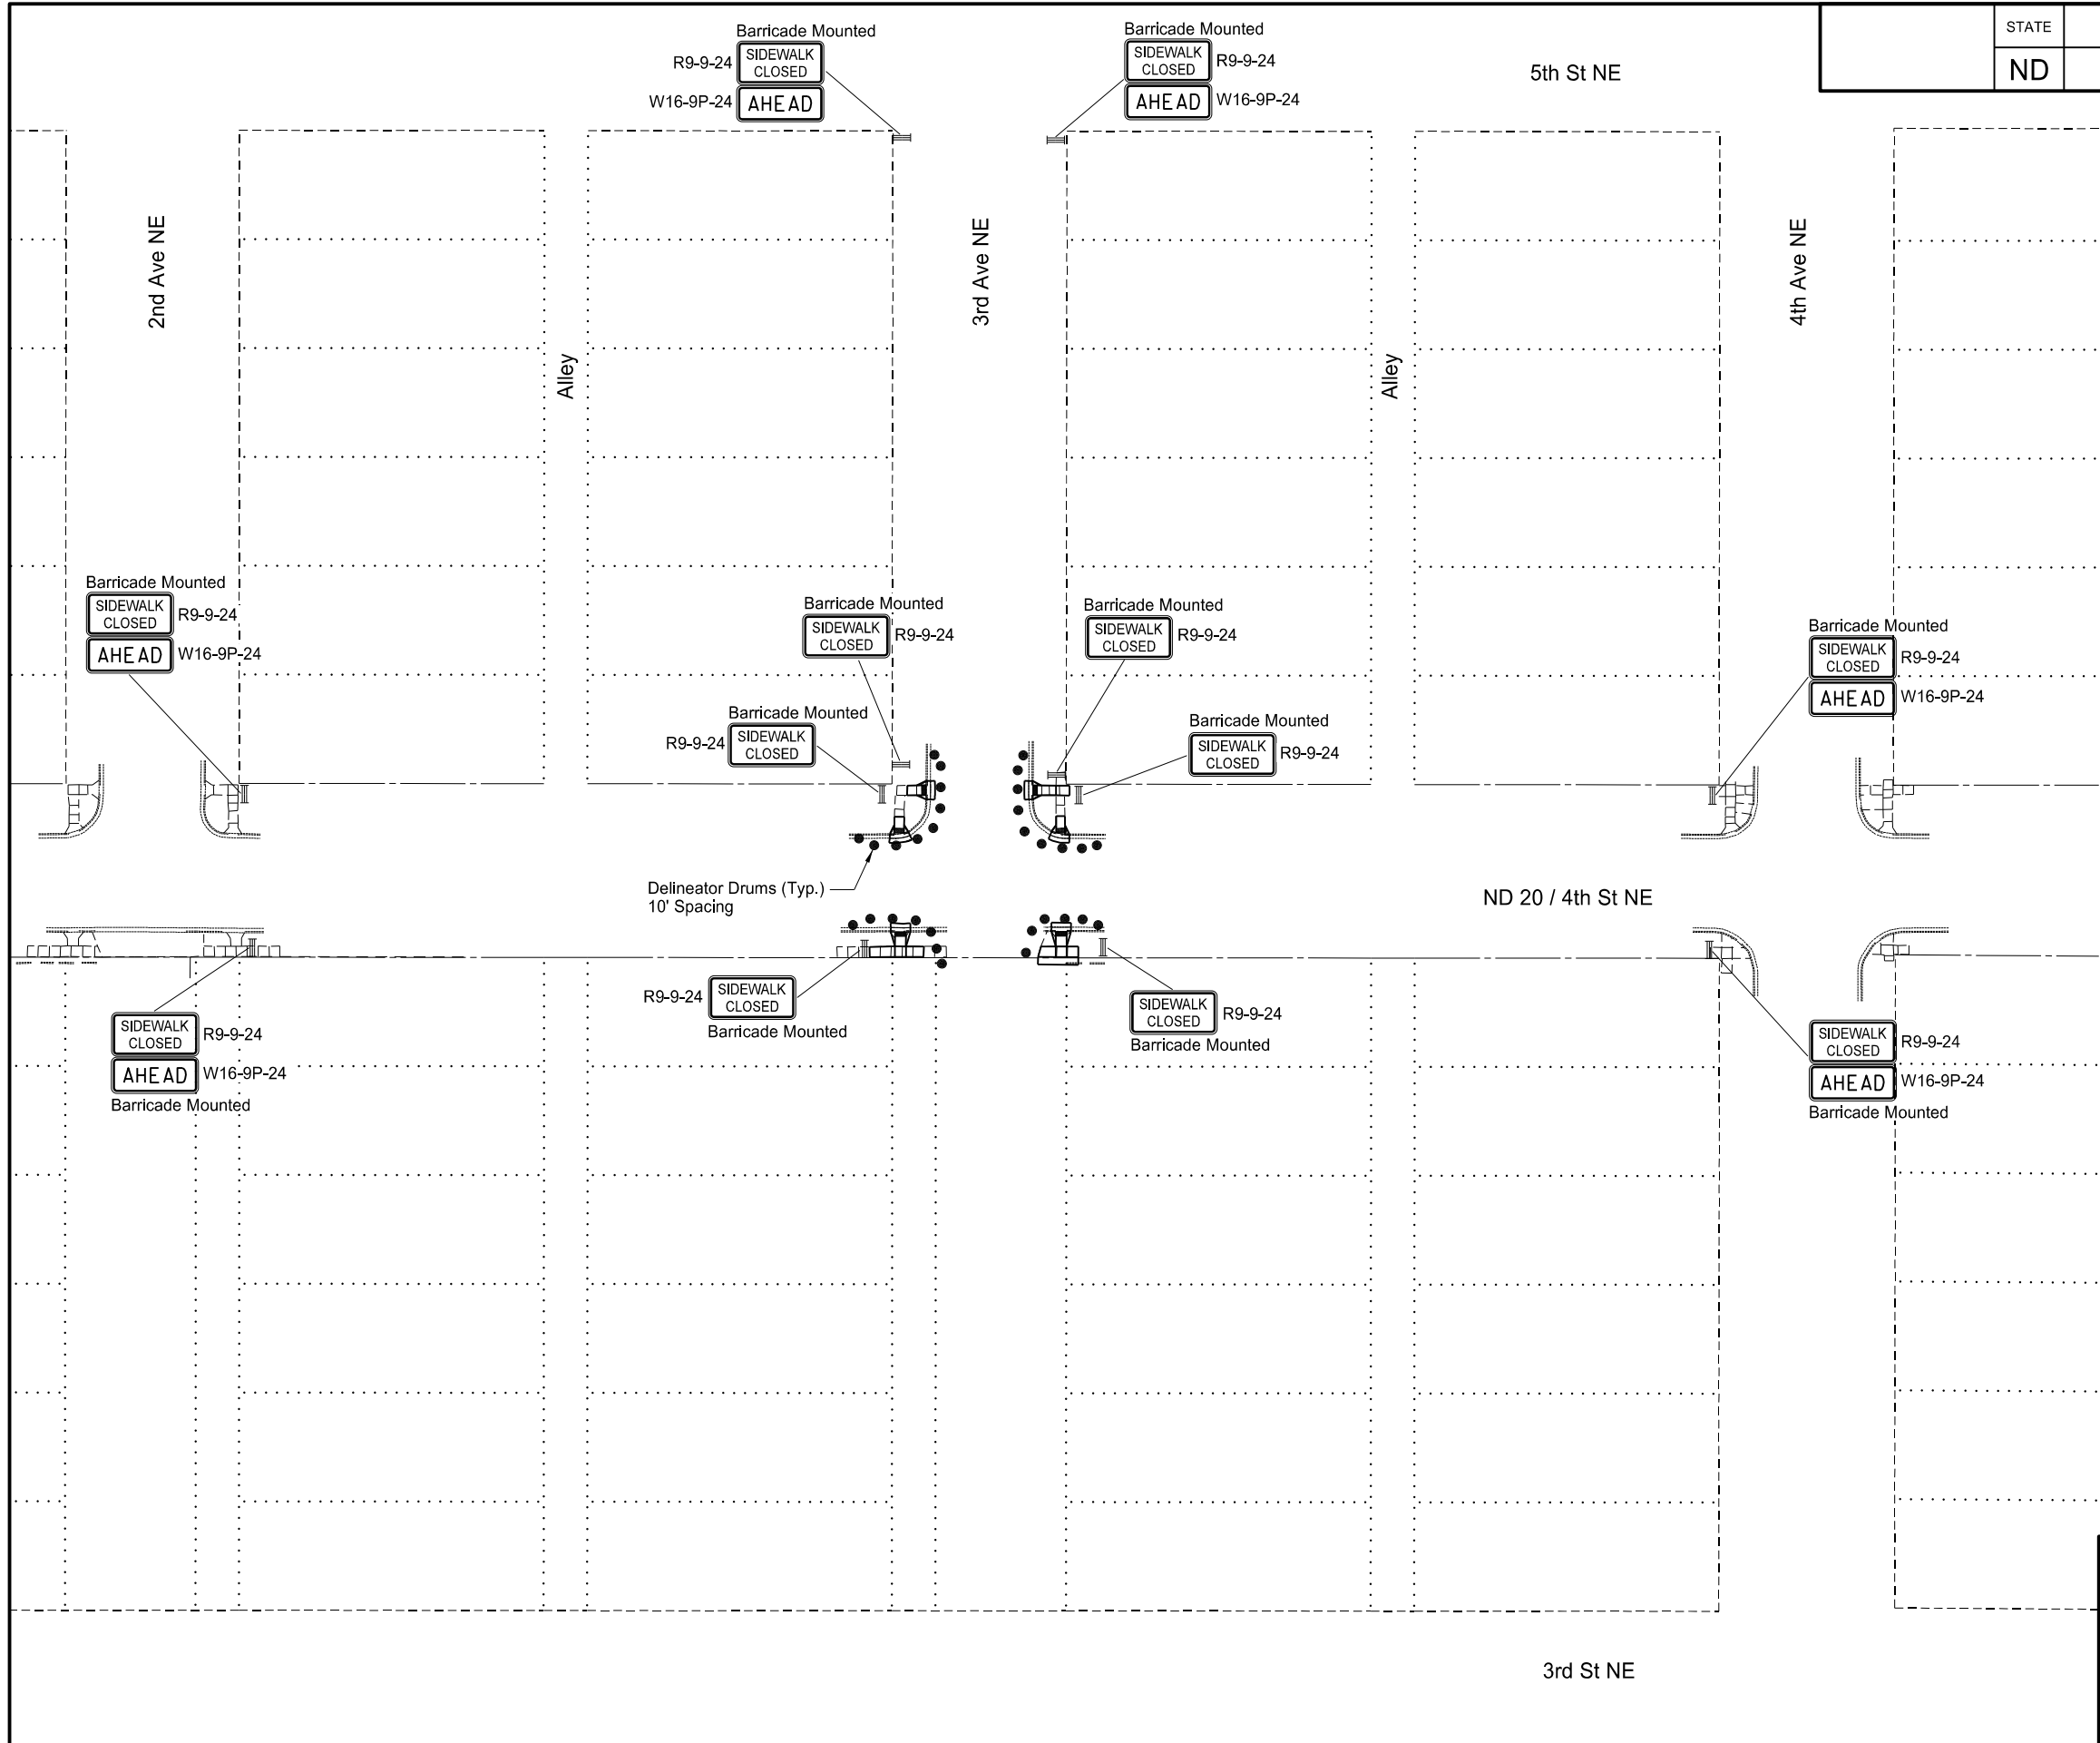 STATE
ND
Barricade Mounted
R9-9-24
SIDEWALK
CLOSED
W16-9P-24
AHEAD
Barricade Mounted
SIDEWALK
CLOSED
R9-9-24
AHEAD
W16-9P-24
5th St NE
2nd Ave NE
3rd Ave NE
4th Ave NE
Alley
Alley
Barricade Mounted
SIDEWALK
CLOSED
R9-9-24
AHEAD
W16-9P-24
Barricade Mounted
SIDEWALK
CLOSED
R9-9-24
Barricade Mounted
SIDEWALK
CLOSED
R9-9-24
Barricade Mounted
SIDEWALK
CLOSED
R9-9-24
AHEAD
W16-9P-24
Barricade Mounted
R9-9-24
SIDEWALK
CLOSED
Barricade Mounted
SIDEWALK
CLOSED
R9-9-24
Delineator Drums (Typ.)
10' Spacing
ND 20 / 4th St NE
SIDEWALK
CLOSED
R9-9-24
AHEAD
W16-9P-24
Barricade Mounted
R9-9-24
SIDEWALK
CLOSED
Barricade Mounted
SIDEWALK
CLOSED
R9-9-24
Barricade Mounted
SIDEWALK
CLOSED
R9-9-24
AHEAD
W16-9P-24
Barricade Mounted
3rd St NE